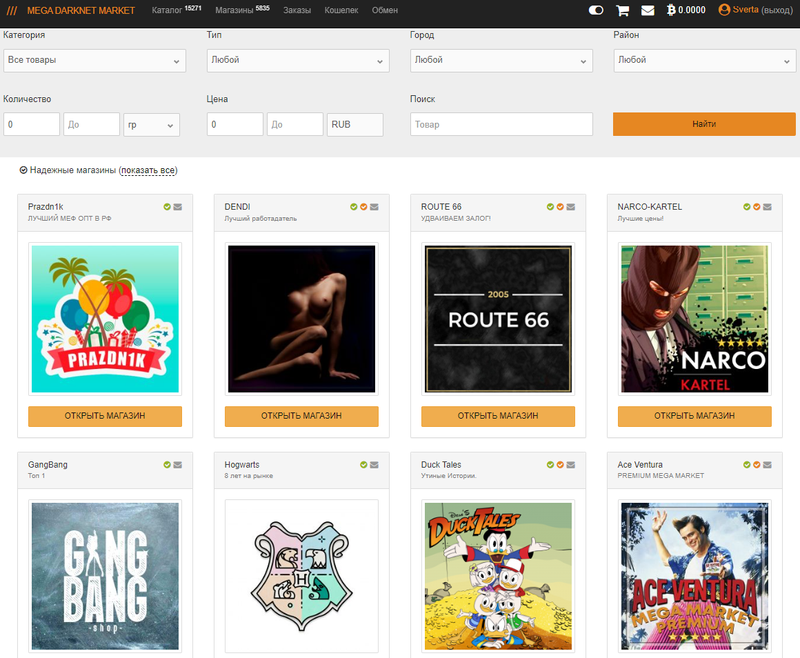 /// MEGA DARKNET MARKET Каталог 15271 Магазины 5835 Заказы Кошелек Обмен ₿ 0.0000 Sverta (выход)
Категория Тип Город Район
Все товары Любой Любой Любой
Количество Цена Поиск
0 До гр 0 До RUB Товар Найти
Надежные магазины (показать все)
Prazdn1k DENDI ROUTE 66 NARCO-KARTEL
ЛУЧШИЙ МЕФ ОПТ В РФ Лучший работадатель УДВАИВАЕМ ЗАЛОГ! Лучшие цены!
PRAZDN1K
2005
ROUTE 66
NARCO
KARTEL
ОТКРЫТЬ МАГАЗИН ОТКРЫТЬ МАГАЗИН ОТКРЫТЬ МАГАЗИН ОТКРЫТЬ МАГАЗИН
GangBang Hogwarts Duck Tales Ace Ventura
Топ 1 8 лет на рынке Утиные Истории. PREMIUM MEGA MARKET
GANG
BANG
-shop-
H
DUCKTALES
ACE VENTURA
MEGA MARKET
PREMIUM